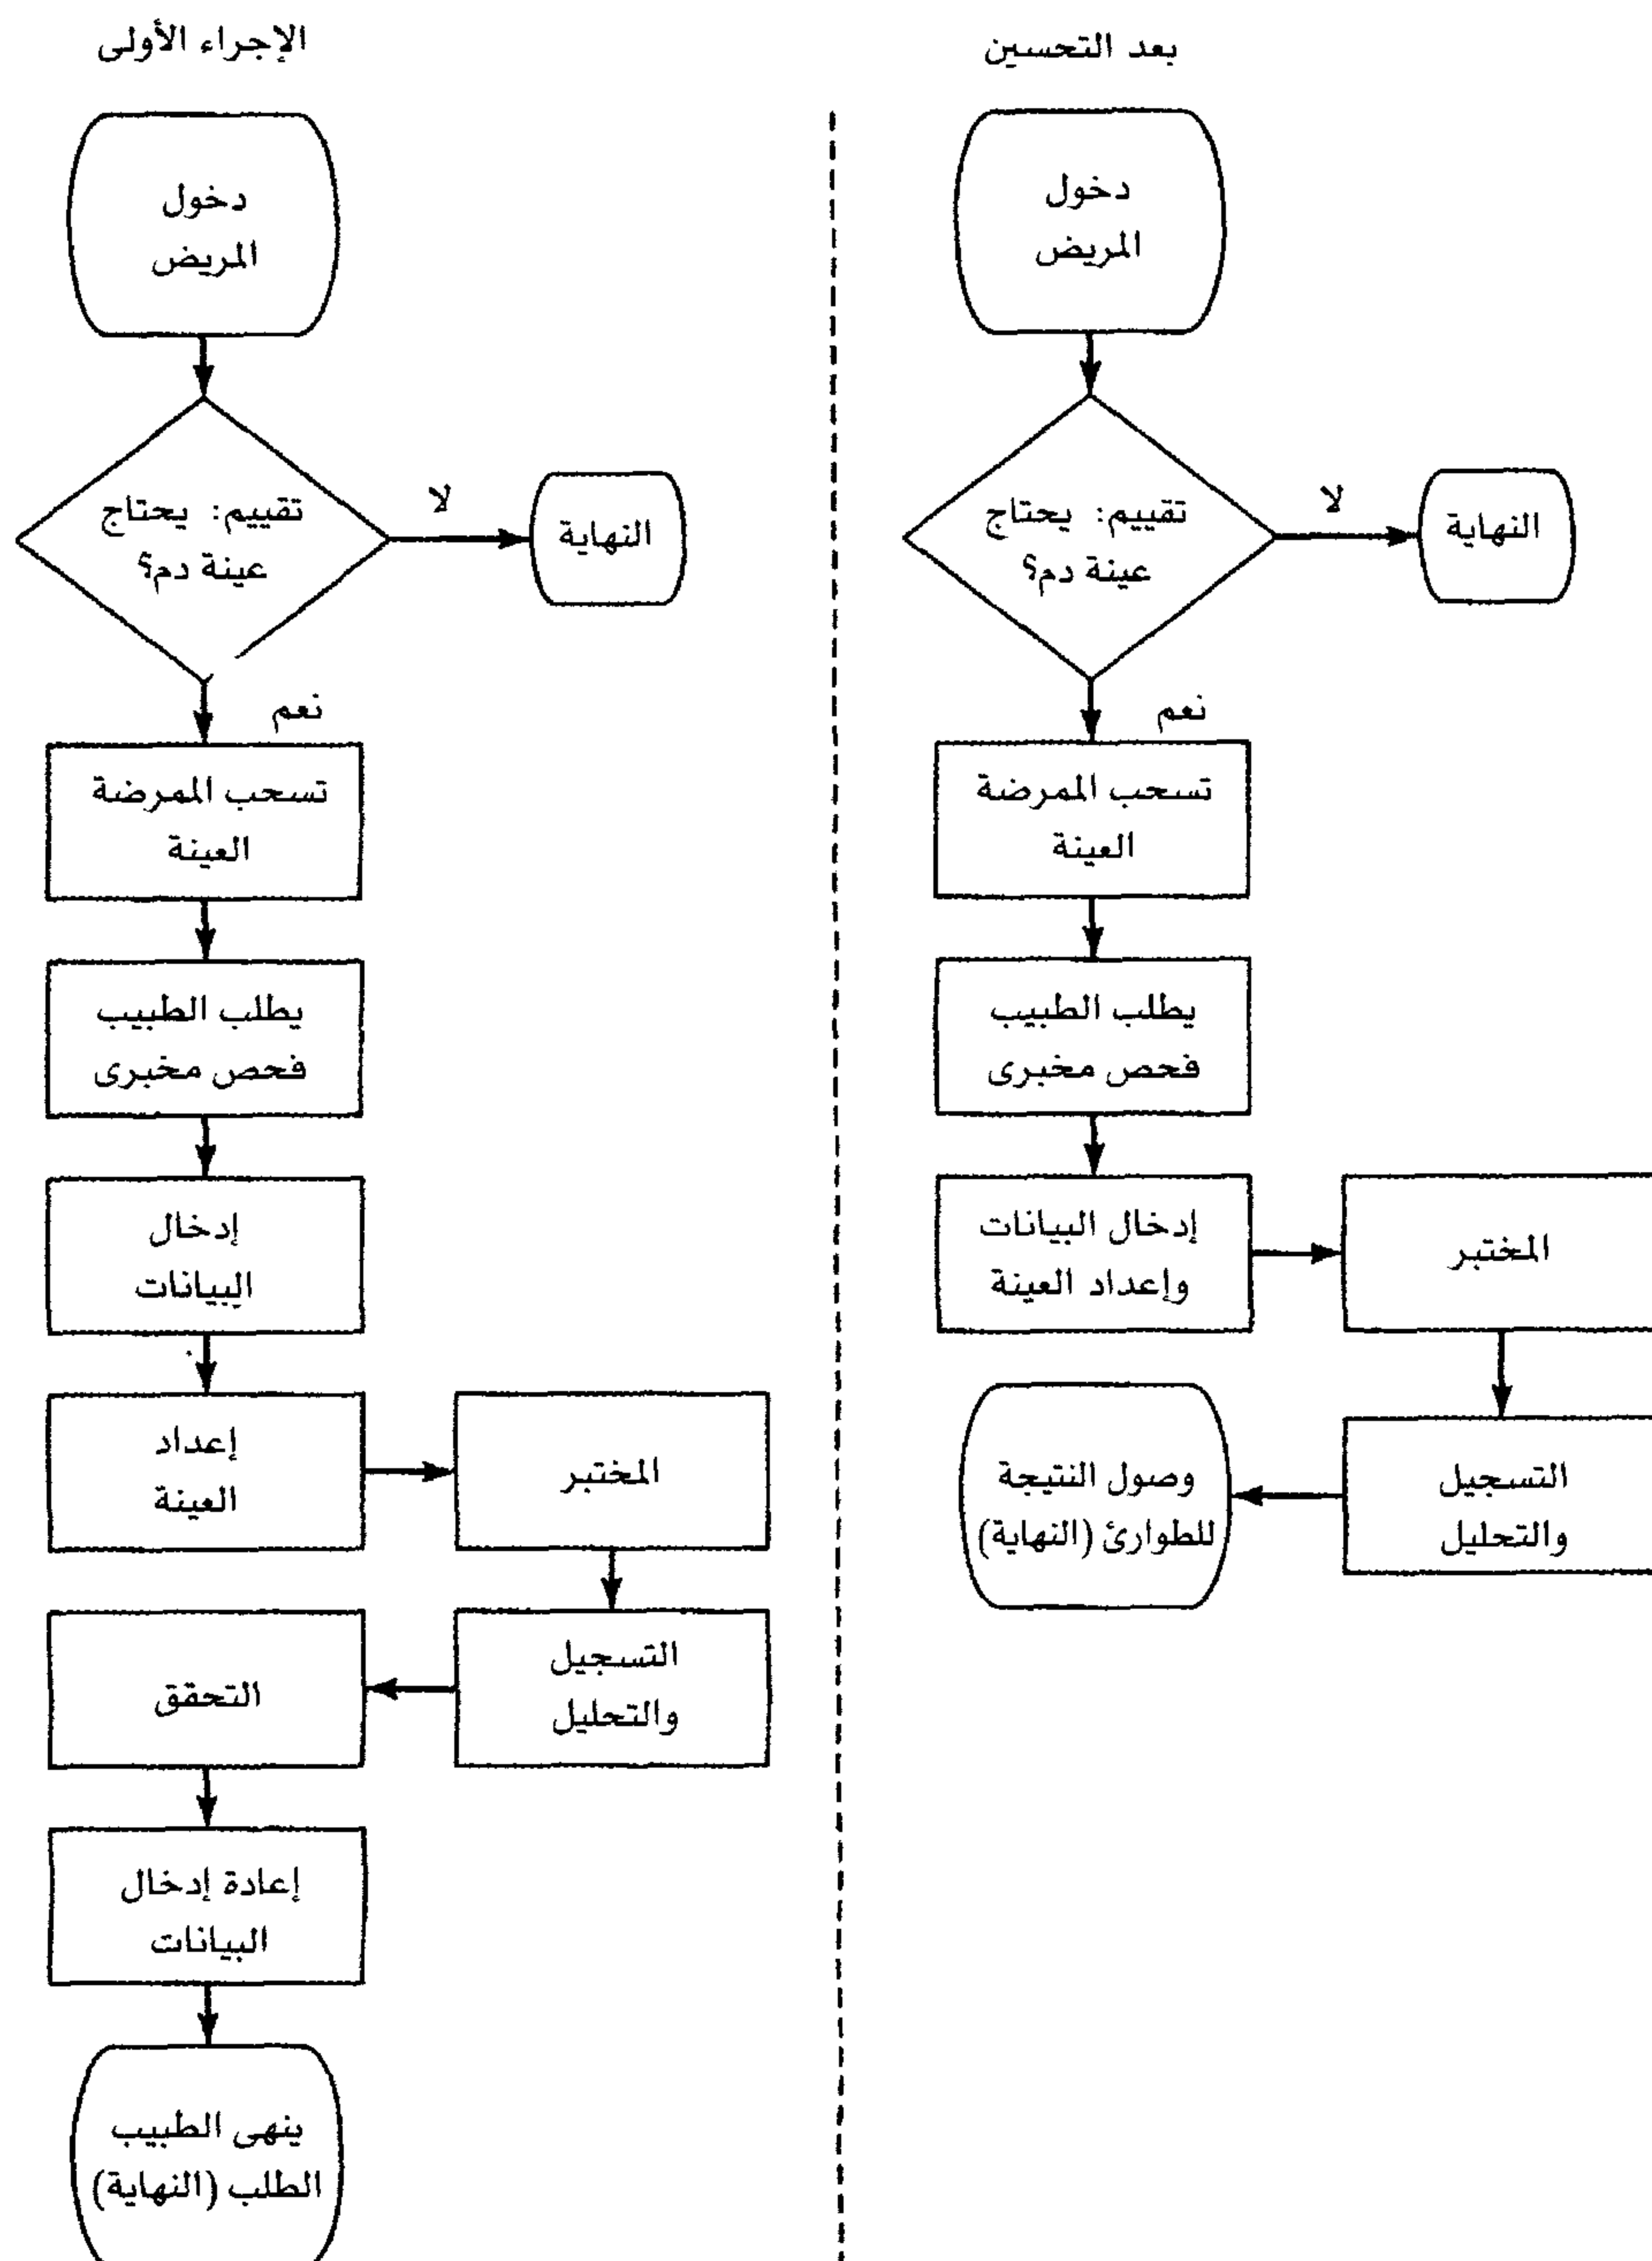 الإجراء الأولى
دخول
المريض
تقييم: يحتاج
عينة دم؟
لا
النهاية
نعم
تسحب الممرضة
العينة
يطلب الطبيب
فحص مخبرى
إدخال
البيانات
إعداد
العينة
المختبر
التسجيل
والتحليل
التحقق
إعادة إدخال
البيانات
ينهى الطبيب
الطلب (النهاية)
بعد التحسين
دخول
المريض
تقييم: يحتاج
عينة دم؟
لا
النهاية
نعم
تسحب الممرضة
العينة
يطلب الطبيب
فحص مخبرى
إدخال البيانات
وإعداد العينة
المختبر
التسجيل
والتحليل
وصول النتيجة
للطوارئ (النهاية)